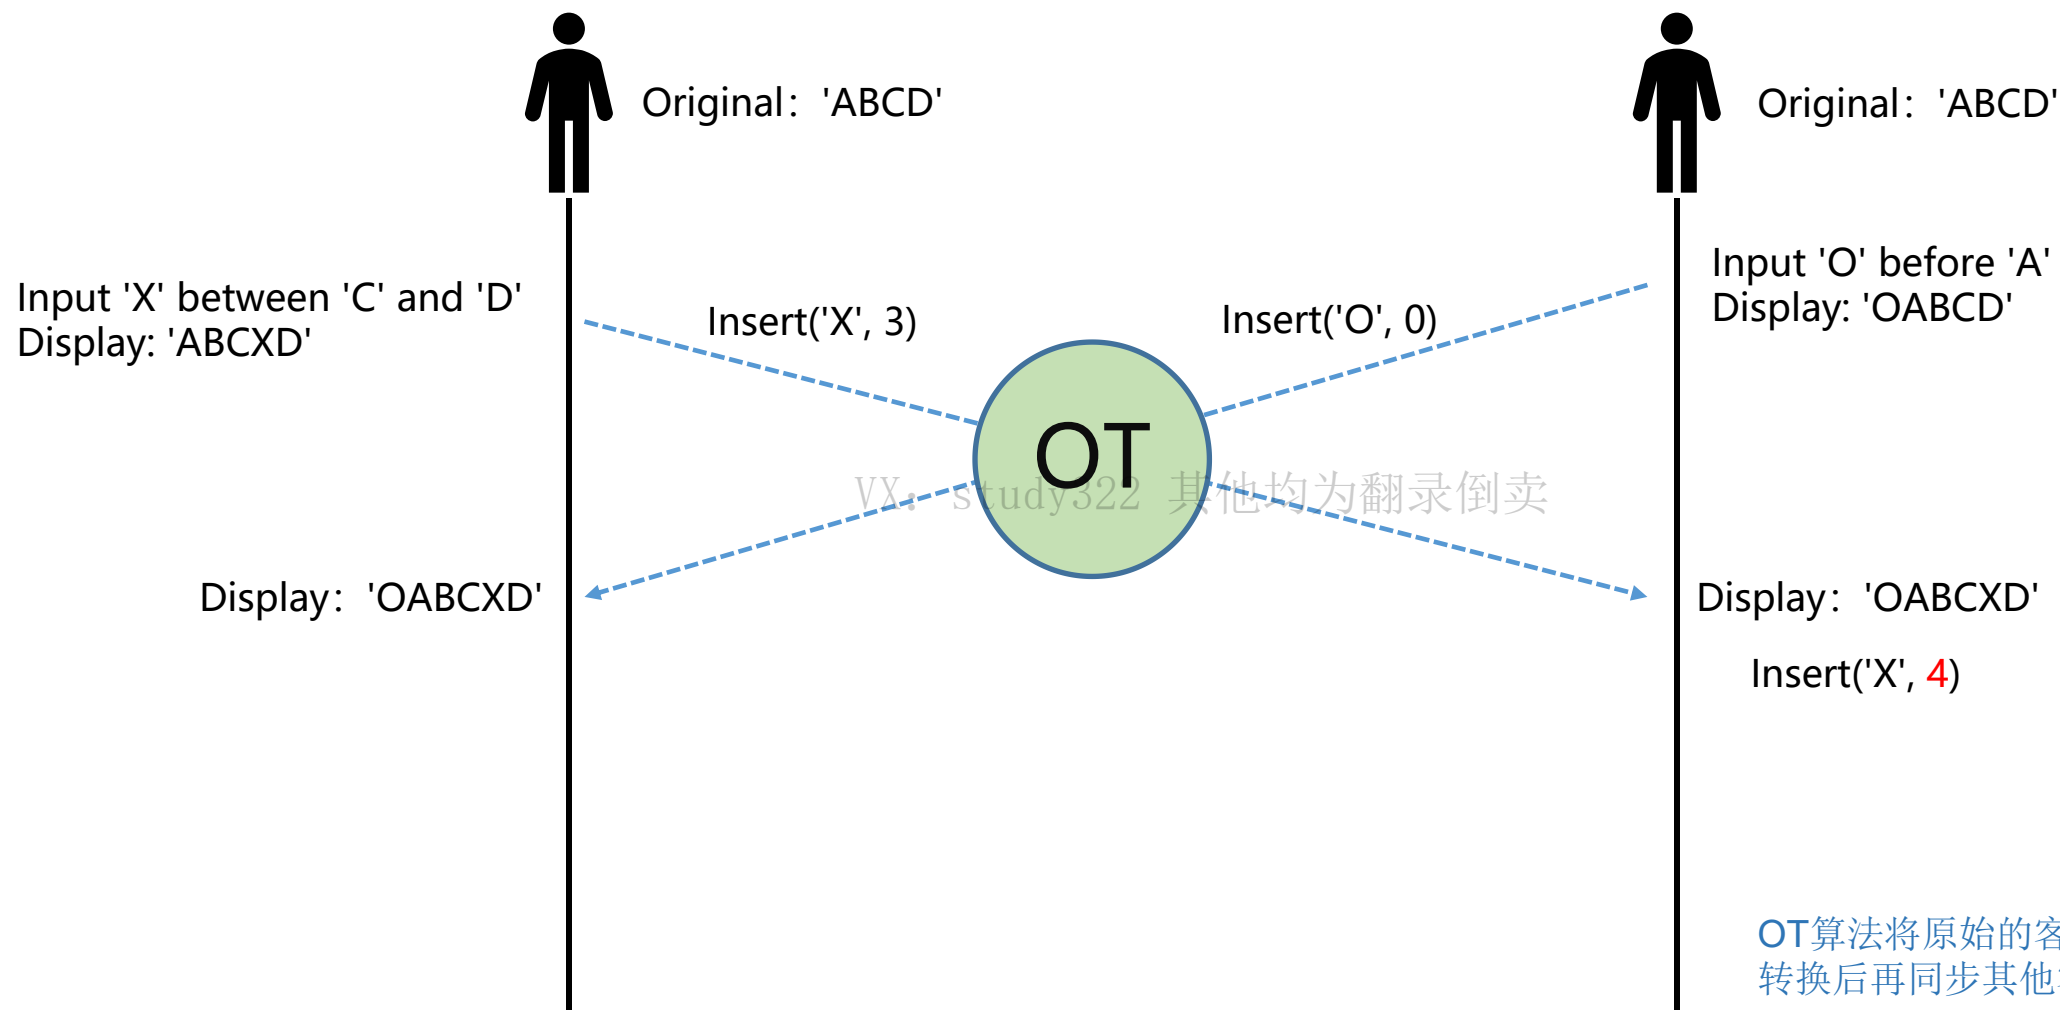 Original：'ABCD'
Original：'ABCD'
Input 'X' between 'C' and 'D'
Display: 'ABCXD'
Insert('X', 3)
Insert('O', 0)
Input 'O' before 'A'
Display: 'OABCD'
OT
VX: study322 其他均为翻录倒卖
Display：'OABCXD'
Display：'OABCXD'
Insert('X', 4)
OT算法将原始的客
转换后再同步其他